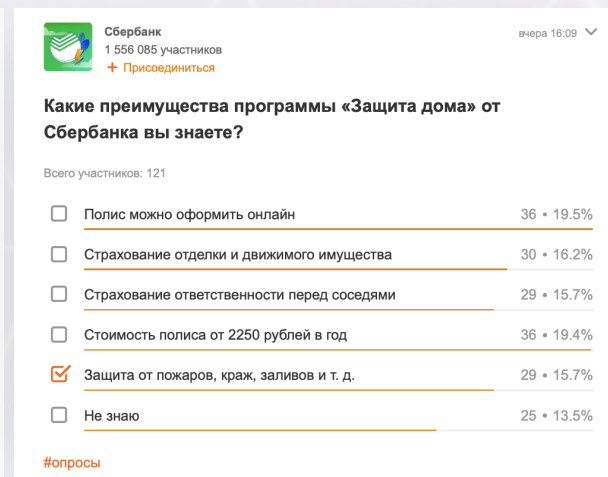 Сбербанк
вчера 16:09
1 556 085 участников
+ Присоединиться
Какие преимущества программы «Защита дома» от
Сбербанка вы знаете?
Всего участников: 121
Полис можно оформить онлайн 36 • 19.5%
Страхование отделки и движимого имущества 30 • 16.2%
Страхование ответственности перед соседями 29 • 15.7%
Стоимость полиса от 2250 рублей в год 36 • 19.4%
Защита от пожаров, краж, заливов и т. д. 29 • 15.7%
Не знаю 25 • 13.5%
#опросы